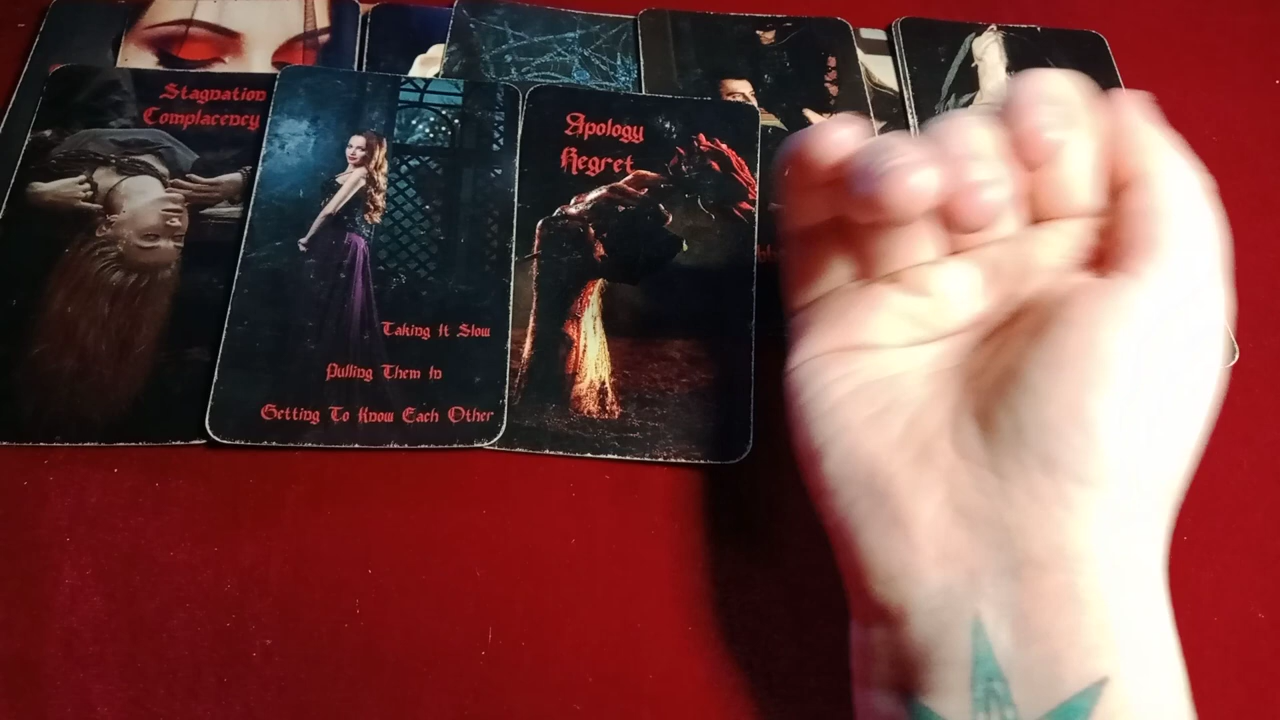 Stagnation
Complacency
Taking It Slow
Pulling Them In
Getting To Know Each Other
Apology
Regret